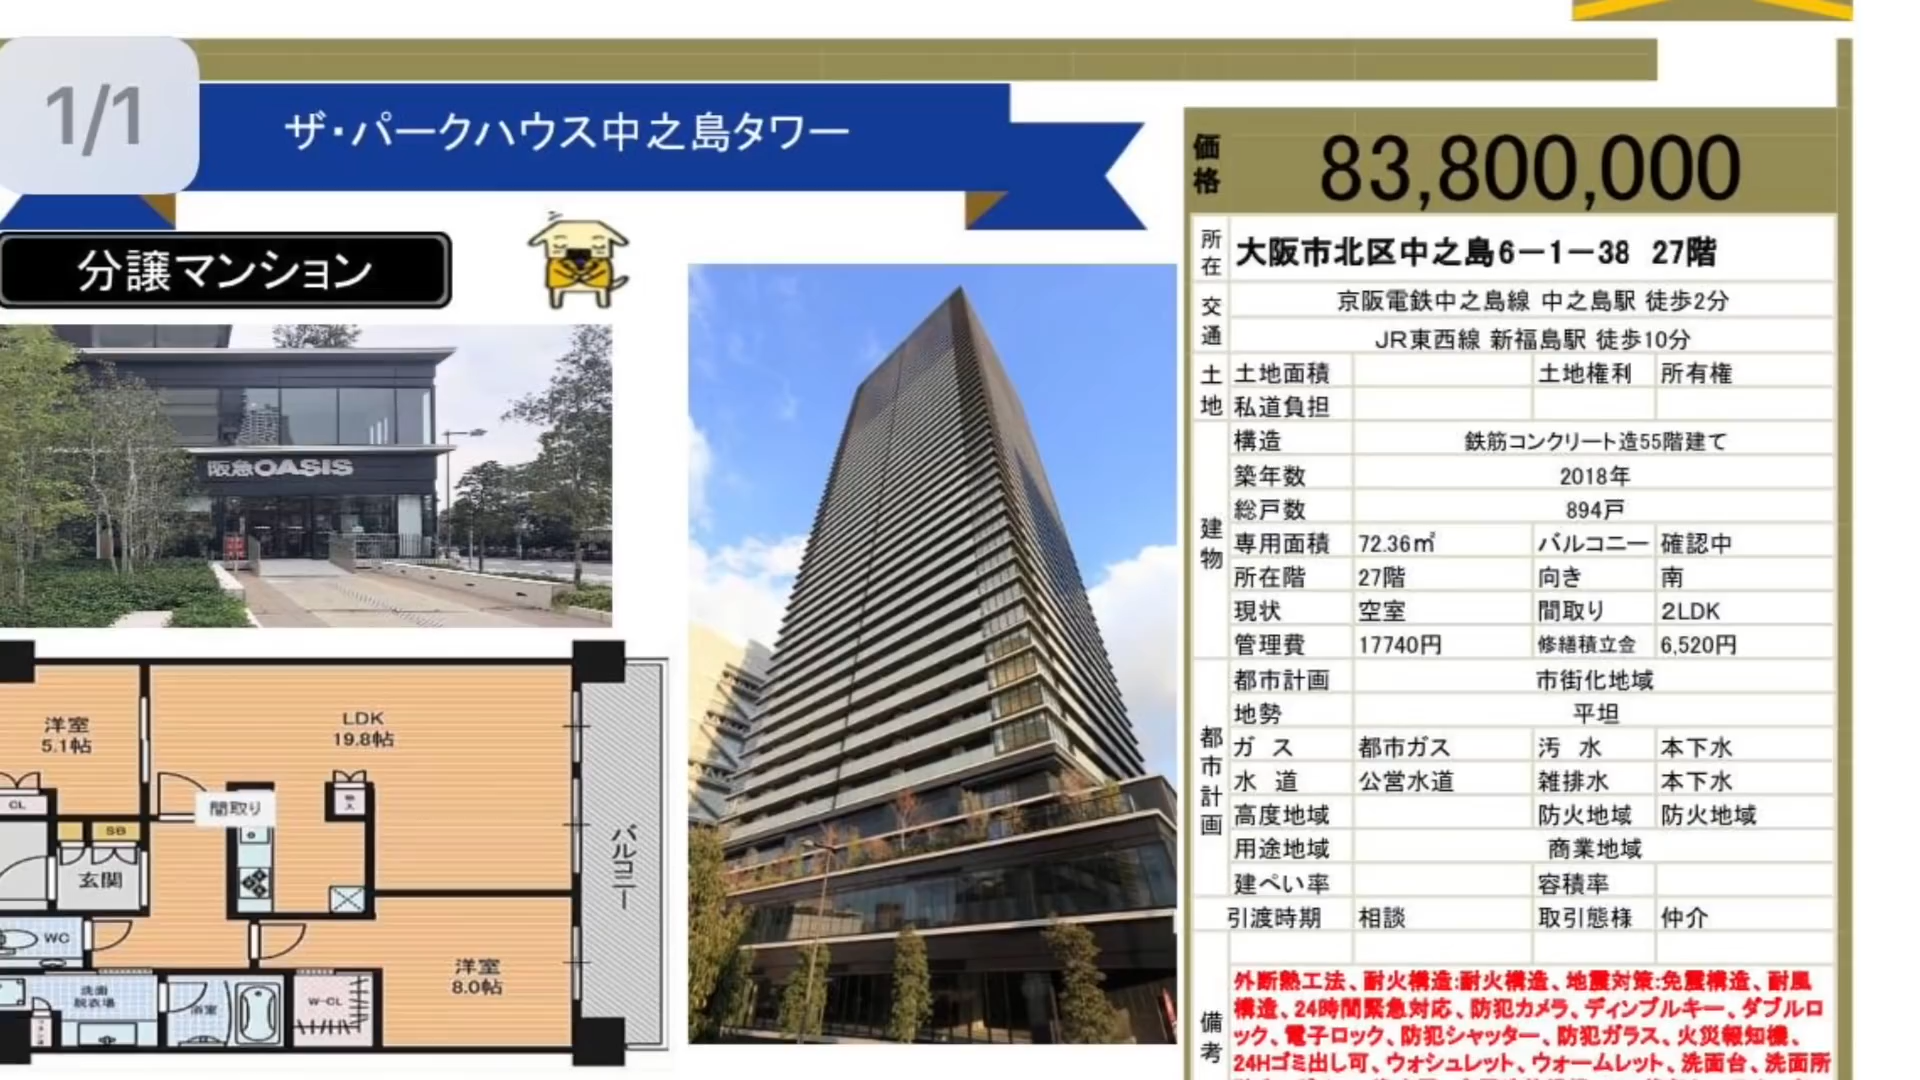 1/1
ザ・パークハウス中之島タワー
分譲マンション
阪急OASIS
洋室
5.1帖
LDK
19.8帖
CL
間取り
SB
玄関
バルコニー
WC
洋室
8.0帖
洗面
脱衣場
浴室
W-CL
価格 83,800,000
所在 大阪市北区中之島6-1-38 27階
交通 京阪電鉄中之島線 中之島駅 徒歩2分
JR東西線 新福島駅 徒歩10分
土地 土地面積 土地権利 所有権
私道負担
建物 構造 鉄筋コンクリート造55階建て
築年数 2018年
総戸数 894戸
専用面積 72.36㎡ バルコニー 確認中
所在階 27階 向き 南
現状 空室 間取り 2LDK
管理費 17740円 修繕積立金 6,520円
都市計画 都市計画 市街化地域
地勢 平坦
ガス 都市ガス 汚水 本下水
水道 公営水道 雑排水 本下水
高度地域 防火地域 防火地域
用途地域 商業地域
建ぺい率 容積率
引渡時期 相談 取引態様 仲介
備考 外断熱工法、耐火構造:耐火構造、地震対策:免震構造、耐風
構造、24時間緊急対応、防犯カメラ、ディンプルキー、ダブルロ
ック、電子ロック、防犯シャッター、防犯ガラス、火災報知機、
24Hゴミ出し可、ウォシュレット、ウォームレット、洗面台、洗面所